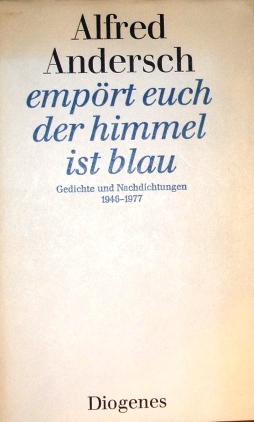 Alfred
Andersch
empört euch
der himmel
ist blau
Gedichte und Nachdichtungen
1946–1977
Diogenes